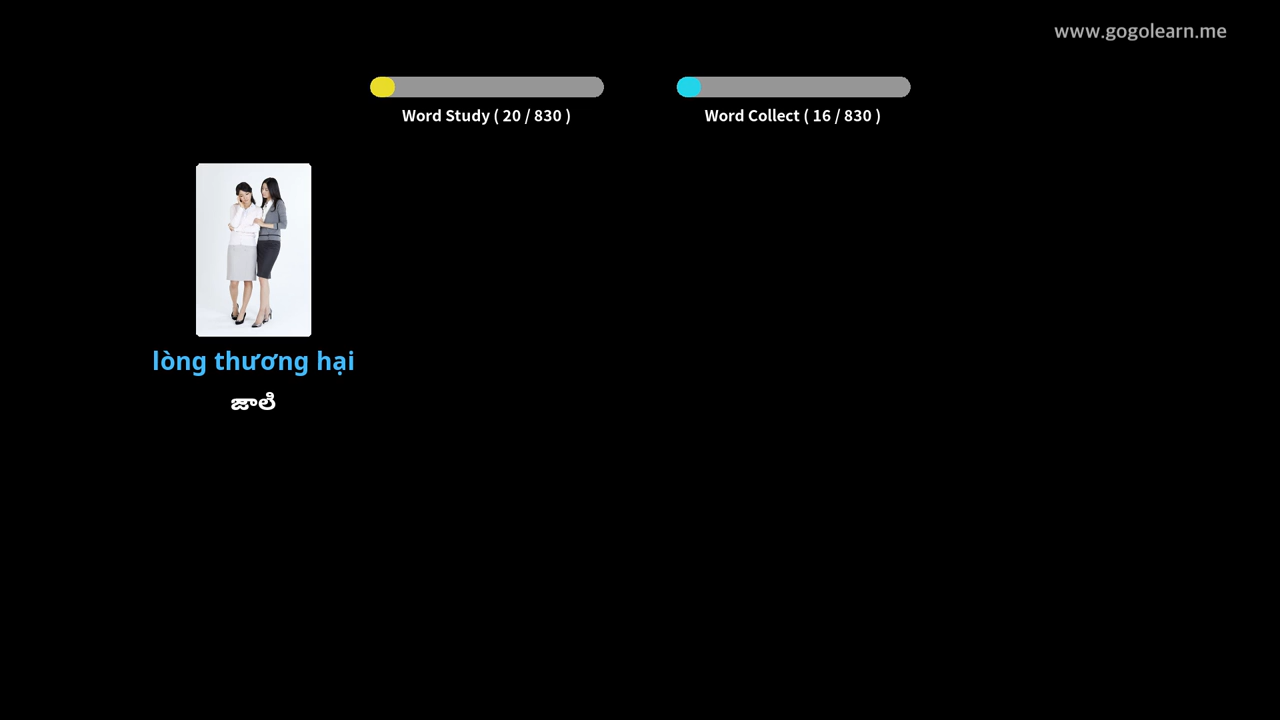 www.gogolearn.me
Word Study ( 20 / 830 )
Word Collect ( 16 / 830 )
lòng thương hại
ಜಾಲಿ